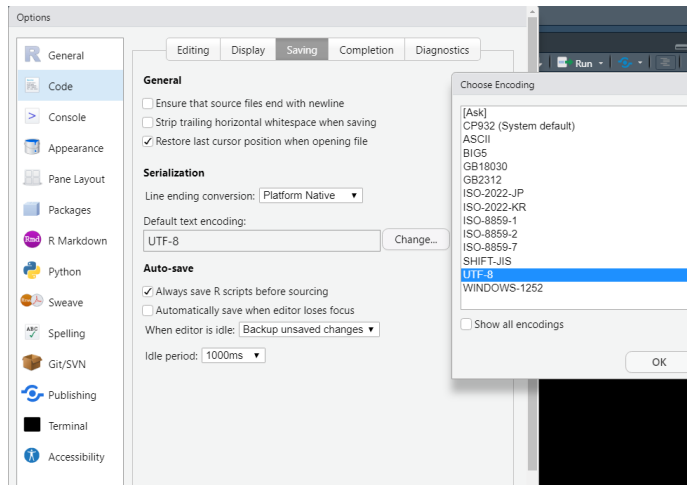 Options
General
Code
Console
Appearance
Pane Layout
Packages
R Markdown
Python
Sweave
Spelling
Git/SVN
Publishing
Terminal
Accessibility
Editing Display Saving Completion Diagnostics
General
Ensure that source files end with newline
Strip trailing horizontal whitespace when saving
Restore last cursor position when opening file
Serialization
Line ending conversion: Platform Native
Default text encoding:
UTF-8 Change...
Auto-save
Always save R scripts before sourcing
Automatically save when editor loses focus
When editor is idle: Backup unsaved changes
Idle period: 1000ms
Run
Choose Encoding
[Ask]
CP932 (System default)
ASCII
BIG5
GB18030
GB2312
ISO-2022-JP
ISO-2022-KR
ISO-8859-1
ISO-8859-2
ISO-8859-7
SHIFT-JIS
UTF-8
WINDOWS-1252
Show all encodings
OK